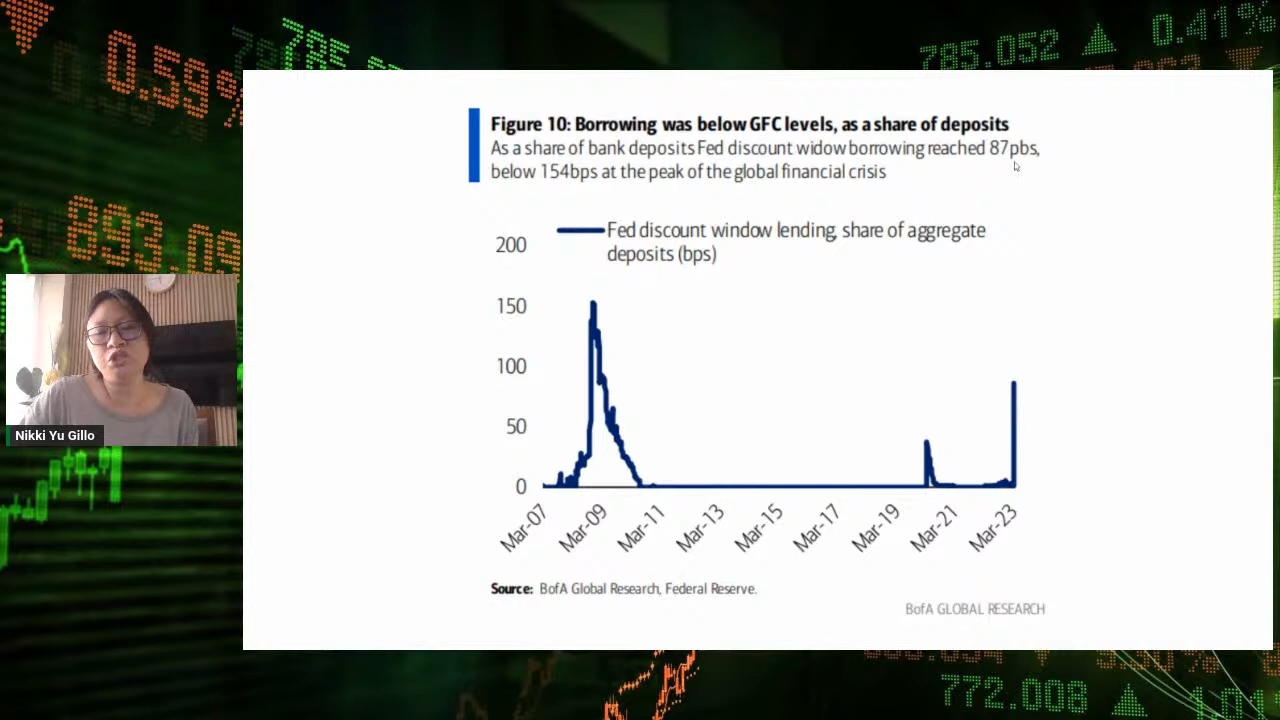 0.59%
785.052 ▲ 0.41%
893.09
Figure 10: Borrowing was below GFC levels, as a share of deposits
As a share of bank deposits Fed discount widow borrowing reached 87pbs,
below 154bps at the peak of the global financial crisis
Fed discount window lending, share of aggregate
deposits (bps)
200
150
100
50
0
Mar-07
Mar-09
Mar-11
Mar-13
Mar-15
Mar-17
Mar-19
Mar-21
Mar-23
Source: BofA Global Research, Federal Reserve.
BofA GLOBAL RESEARCH
Nikki Yu Gillo
772.008 ▲